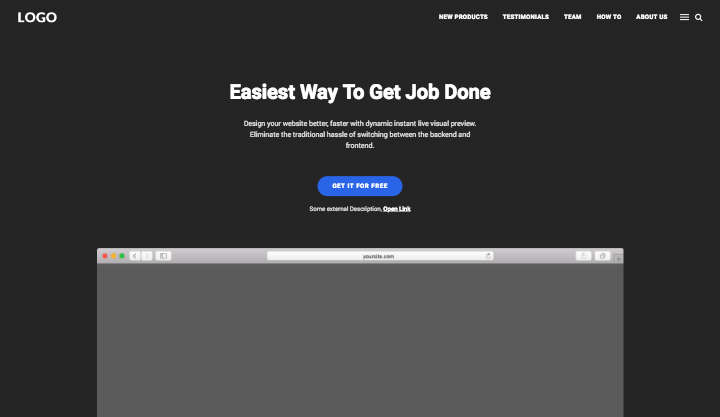 LOGO
NEW PRODUCTS TESTIMONIALS TEAM HOW TO ABOUT US
Easiest Way To Get Job Done
Design your website better, faster with dynamic instant live visual preview.
Eliminate the traditional hassle of switching between the backend and
frontend.
GET IT FOR FREE
Some external Description, Open Link
yoursite.com